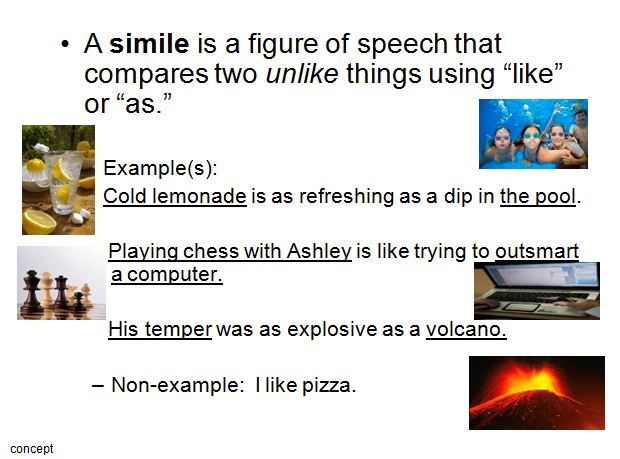 • A simile is a figure of speech that
compares two unlike things using “like”
or “as.”
Example(s):
Cold lemonade is as refreshing as a dip in the pool.
Playing chess with Ashley is like trying to outsmart
a computer.
His temper was as explosive as a volcano.
– Non-example:  I like pizza.
concept